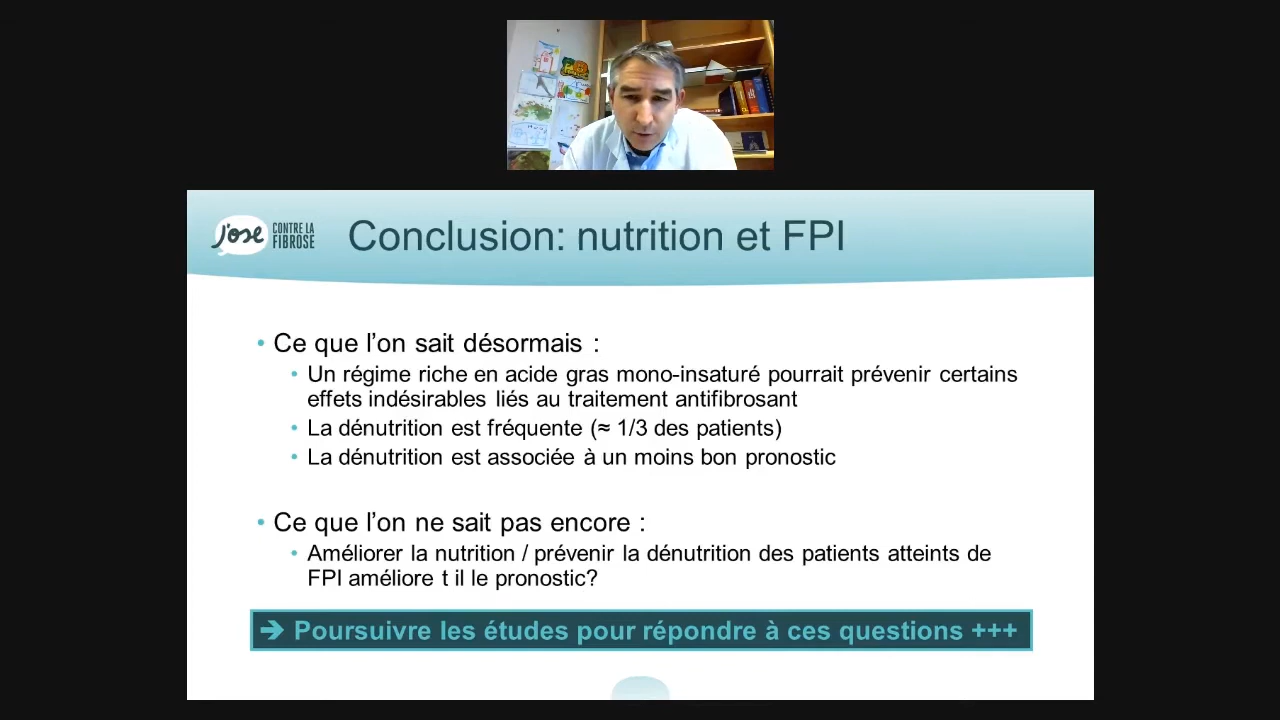 J'ose CONTRE LA
FIBROSE
Conclusion: nutrition et FPI
• Ce que l'on sait désormais :
• Un régime riche en acide gras mono-insaturé pourrait prévenir certains
effets indésirables liés au traitement antifibrosant
• La dénutrition est fréquente (≈ 1/3 des patients)
• La dénutrition est associée à un moins bon pronostic
• Ce que l'on ne sait pas encore :
• Améliorer la nutrition / prévenir la dénutrition des patients atteints de
FPI améliore t il le pronostic?
➔ Poursuivre les études pour répondre à ces questions +++